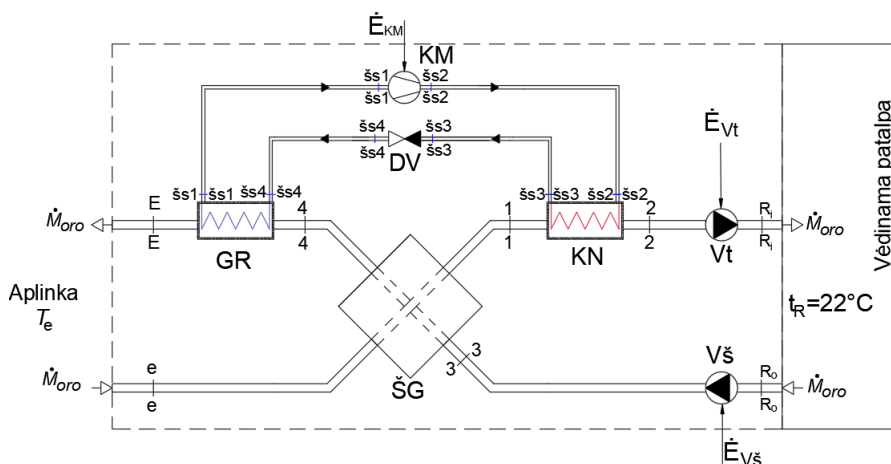 Ė_KM
KM
šs1 šs2
šs1 šs2
šs4 šs3
šs4 šs3
DV
Ė_Vt
šs1 šs1 šs4 šs4
šs3 šs3 šs2 šs2
Ṁ_oro
E
E
4
4
1
1
2
2
R_i
R_i
Ṁ_oro
GR
KN
Vt
Vėdinama patalba
Aplinka
T_e
t_R=22°C
3
3
Vš
Ṁ_oro
e
e
ŠG
R_o
R_o
Ṁ_oro
Ė_Vš